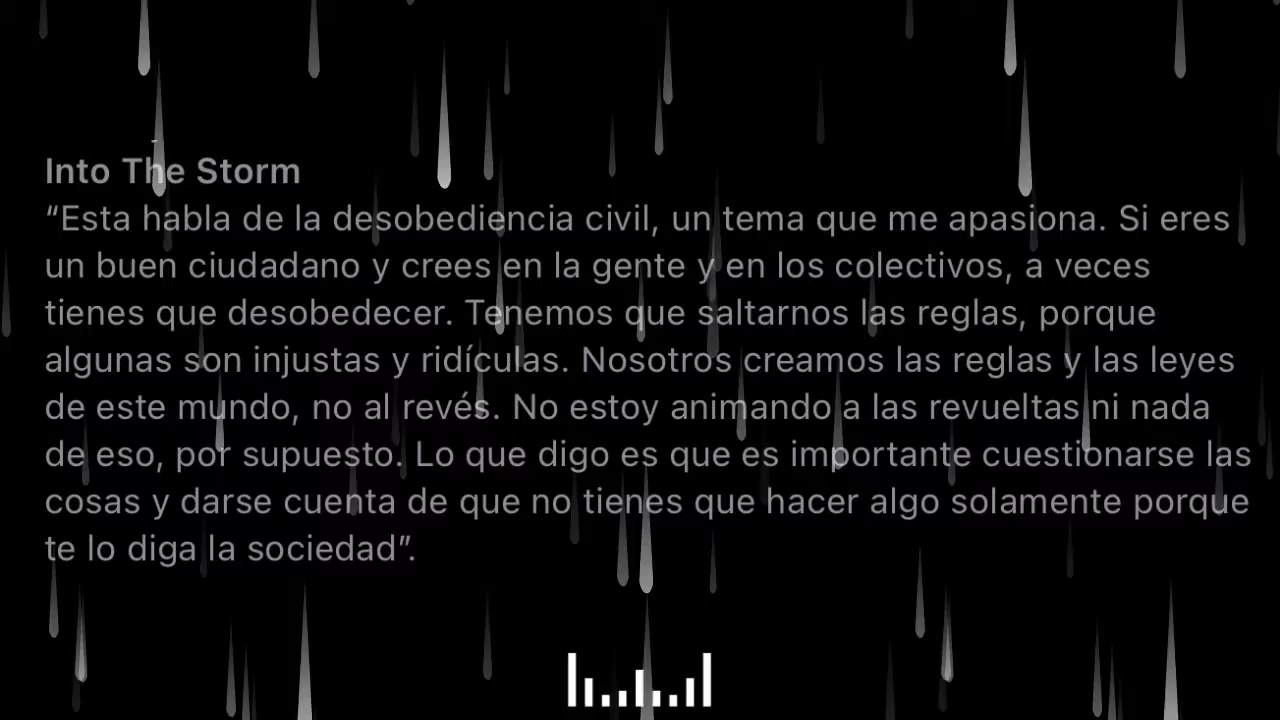 Into The Storm
“Esta habla de la desobediencia civil, un tema que me apasiona. Si eres
un buen ciudadano y crees en la gente y en los colectivos, a veces
tienes que desobedecer. Tenemos que saltarnos las reglas, porque
algunas son injustas y ridículas. Nosotros creamos las reglas y las leyes
de este mundo, no al revés. No estoy animando a las revueltas ni nada
de eso, por supuesto. Lo que digo es que es importante cuestionarse las
cosas y darse cuenta de que no tienes que hacer algo solamente porque
te lo diga la sociedad”.